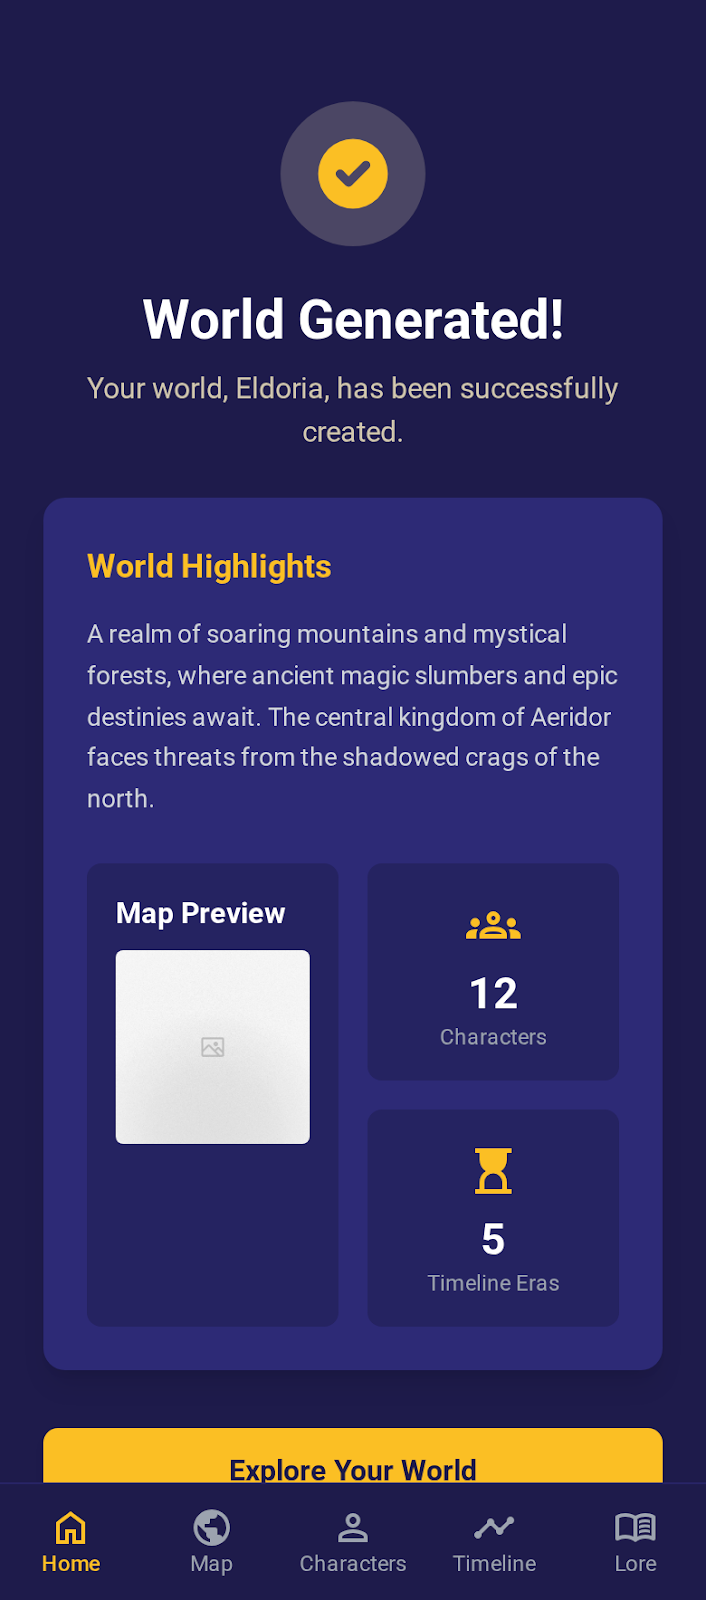 World Generated!
Your world, Eldoria, has been successfully
created.
World Highlights
A realm of soaring mountains and mystical
forests, where ancient magic slumbers and epic
destinies await. The central kingdom of Aeridor
faces threats from the shadowed crags of the
north.
Map Preview
12
Characters
5
Timeline Eras
Explore Your World
Home
Map
Characters
Timeline
Lore